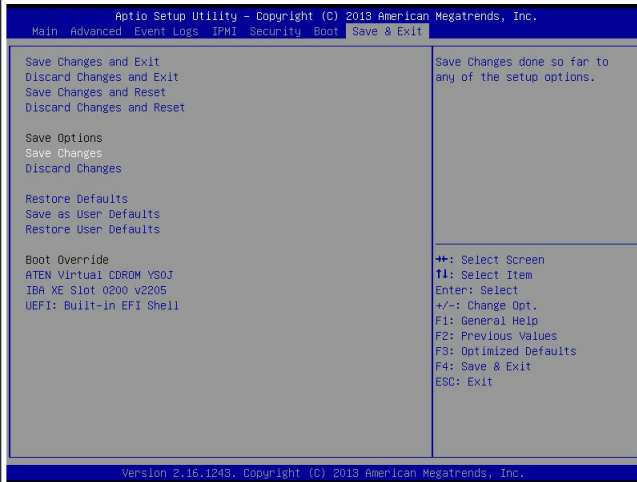 Aptio Setup Utility – Copyright (C) 2013 American Megatrends, Inc.
Main Advanced Event Logs IPMI Security Boot Save & Exit
Save Changes and Exit
Discard Changes and Exit
Save Changes and Reset
Discard Changes and Reset
Save Options
Save Changes
Discard Changes
Restore Defaults
Save as User Defaults
Restore User Defaults
Boot Override
ATEN Virtual CDROM YS0J
IBA XE Slot 0200 v2205
UEFI: Built-in EFI Shell
Save Changes done so far to
any of the setup options.
→←: Select Screen
↑↓: Select Item
Enter: Select
+/-: Change Opt.
F1: General Help
F2: Previous Values
F3: Optimized Defaults
F4: Save & Exit
ESC: Exit
Version 2.16.1243. Copyright (C) 2013 American Megatrends, Inc.